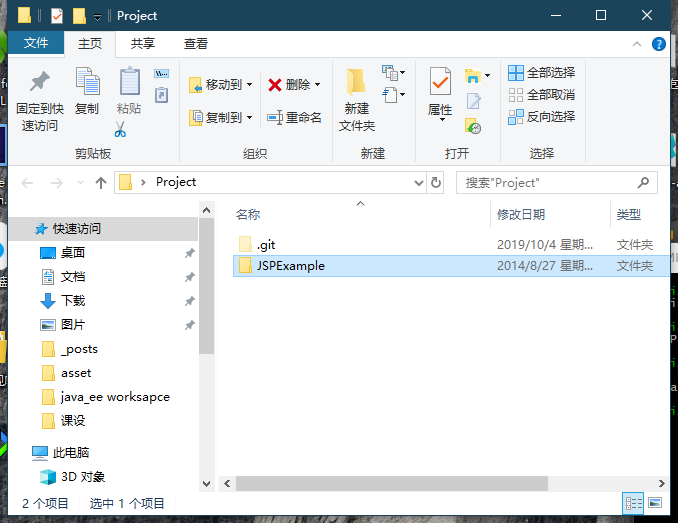 Project
文件 主页 共享 查看
固定到快速访问
复制
粘贴
剪贴板
移动到
复制到
删除
重命名
组织
新建
文件夹
新建
属性
打开
全部选择
全部取消
反向选择
选择
Project
搜索"Project"
快速访问
桌面
文档
下载
图片
_posts
asset
java_ee worksapce
课设
此电脑
3D 对象
名称 修改日期 类型
.git 2019/10/4 星期... 文件夹
JSPExample 2014/8/27 星期... 文件夹
2 个项目 选中 1 个项目